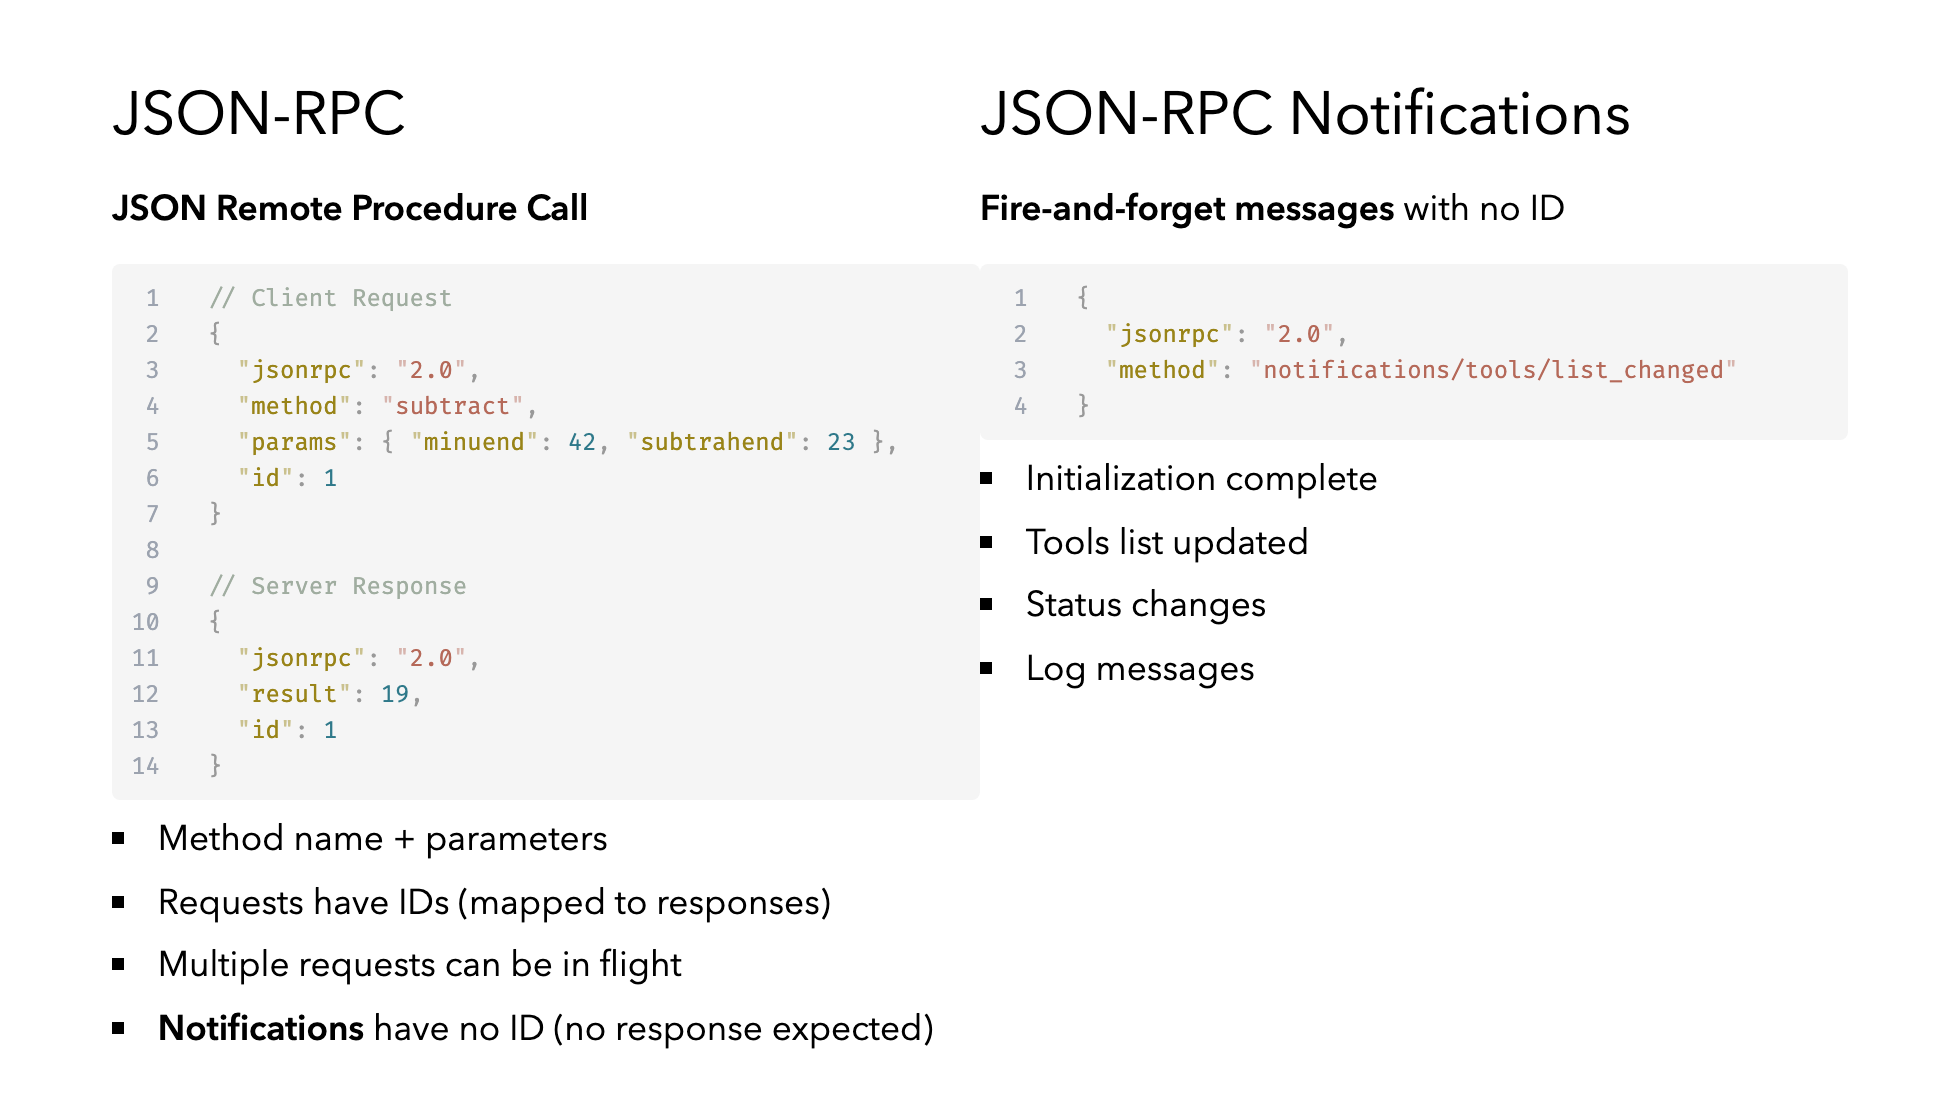 JSON-RPC
JSON Remote Procedure Call
1 // Client Request
2 {
3 "jsonrpc": "2.0",
4 "method": "subtract",
5 "params": { "minuend": 42, "subtrahend": 23 },
6 "id": 1
7 }
8
9 // Server Response
10 {
11 "jsonrpc": "2.0",
12 "result": 19,
13 "id": 1
14 }
▪ Method name + parameters
▪ Requests have IDs (mapped to responses)
▪ Multiple requests can be in flight
▪ Notifications have no ID (no response expected)
JSON-RPC Notifications
Fire-and-forget messages with no ID
1 {
2 "jsonrpc": "2.0",
3 "method": "notifications/tools/list_changed"
4 }
▪ Initialization complete
▪ Tools list updated
▪ Status changes
▪ Log messages